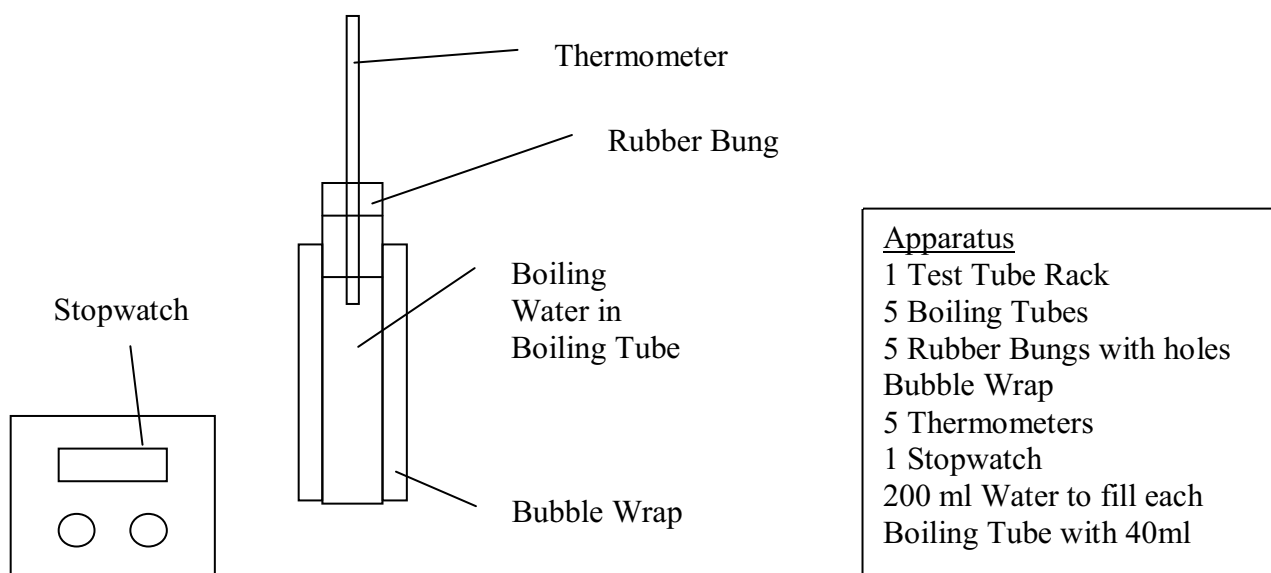 Thermometer
Rubber Bung
Boiling
Water in
Boiling Tube
Stopwatch
Bubble Wrap
Apparatus
1 Test Tube Rack
5 Boiling Tubes
5 Rubber Bungs with holes
Bubble Wrap
5 Thermometers
1 Stopwatch
200 ml Water to fill each
Boiling Tube with 40ml